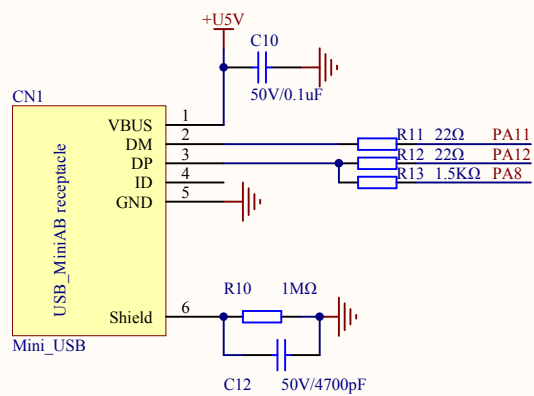 +U5V
C10
50V/0.1uF
CN1
VBUS 1
DM 2 R11 22Ω PA11
DP 3 R12 22Ω PA12
ID 4 R13 1.5KΩ PA8
GND 5
USB_MiniAB receptacle
Shield 6
R10 1MΩ
Mini_USB
C12 50V/4700pF